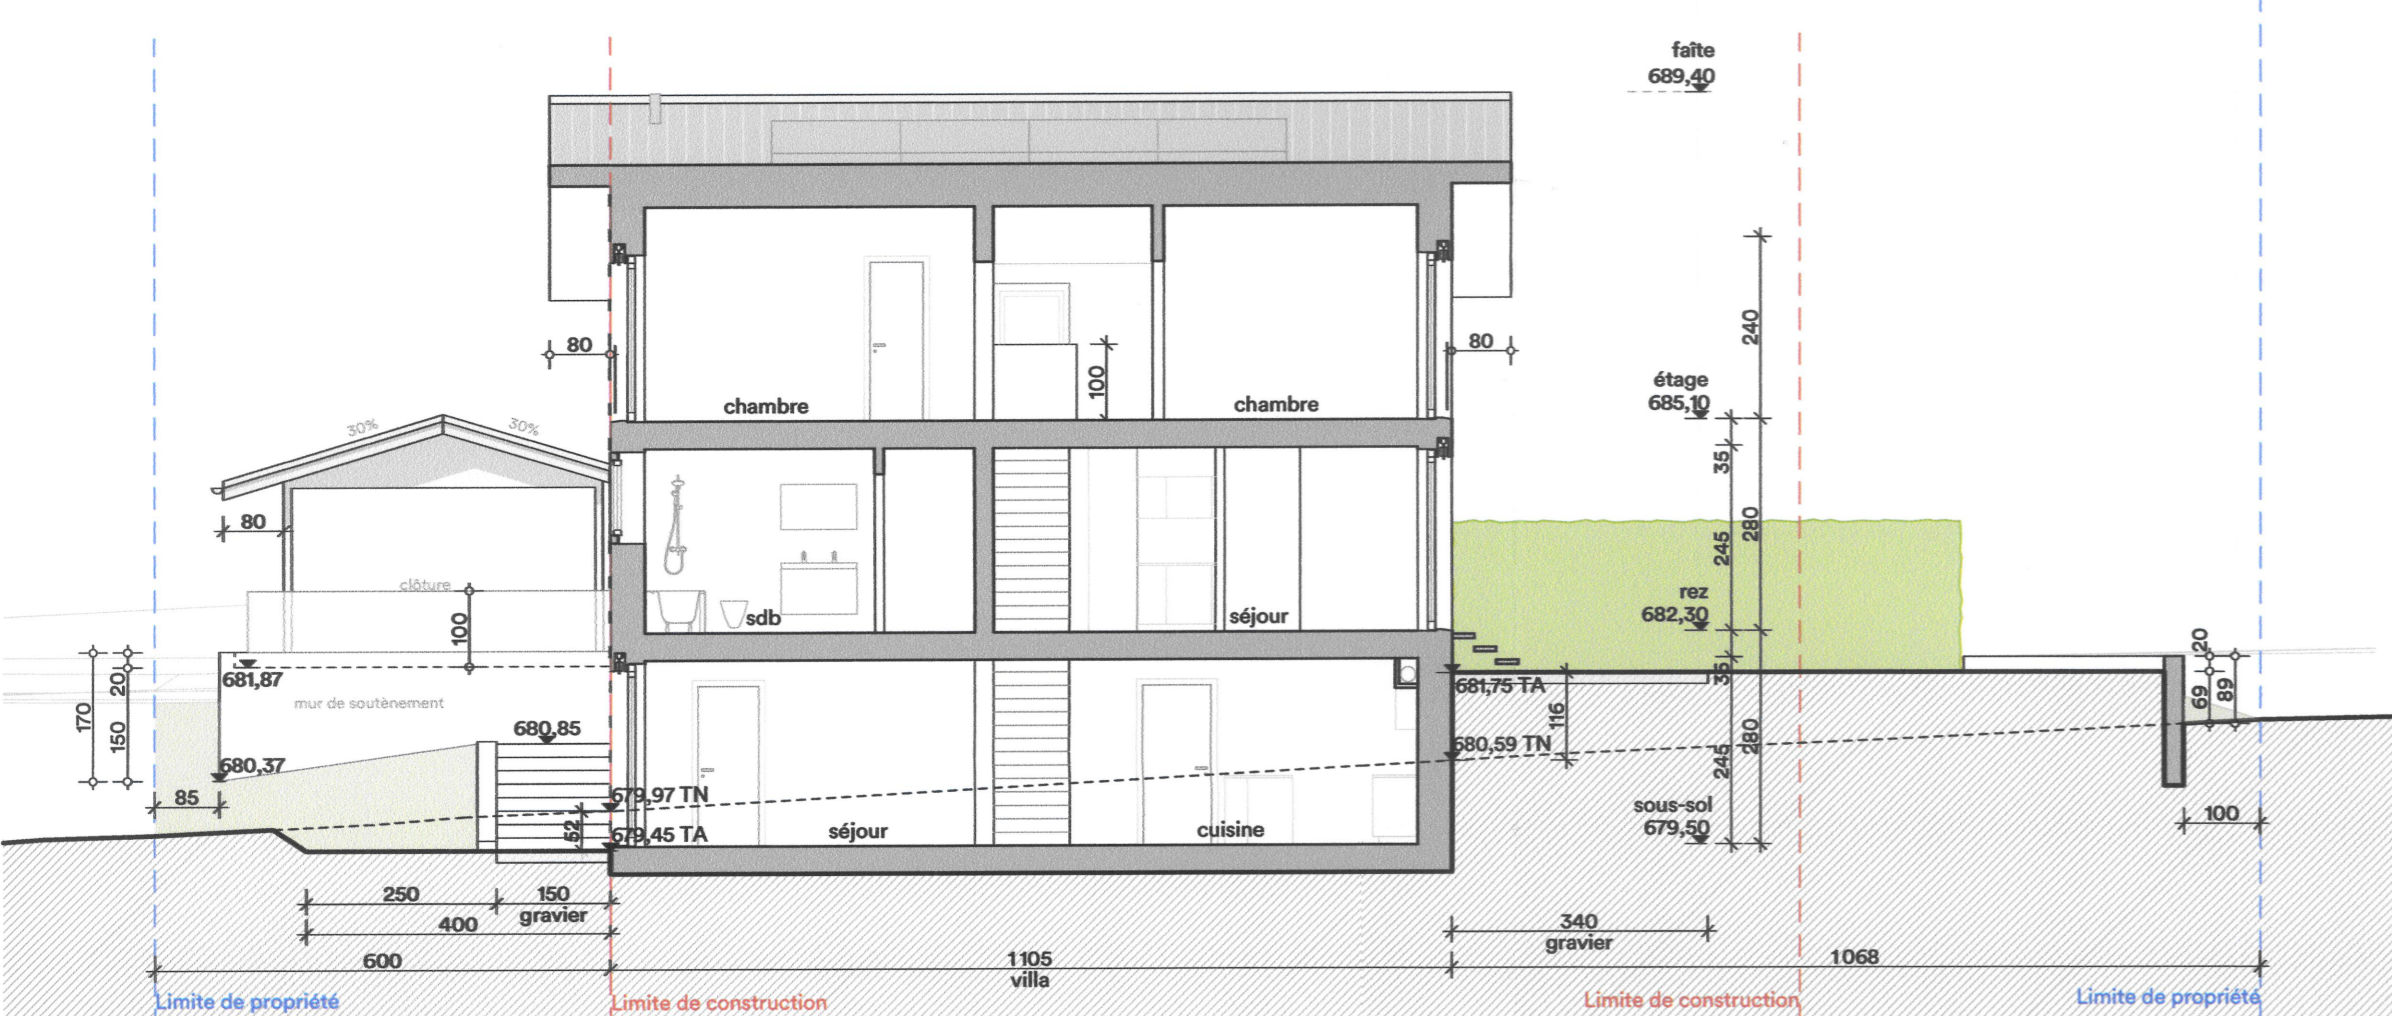 faîte
689,40
80
80
240
étage
685,10
100
chambre
chambre
30%
30%
35
80
245
280
clôture
100
sdb
séjour
rez
682,30
20
681,87
20
170
150
mur de soutènement
680,85
680,37
85
681,75 TA
35
116
69
89
680,59 TN
245
280
679,97 TN
52
679,45 TA
séjour
cuisine
sous-sol
679,50
100
250
150
gravier
400
340
gravier
600
1105
villa
1068
Limite de propriété
Limite de construction
Limite de construction
Limite de propriété